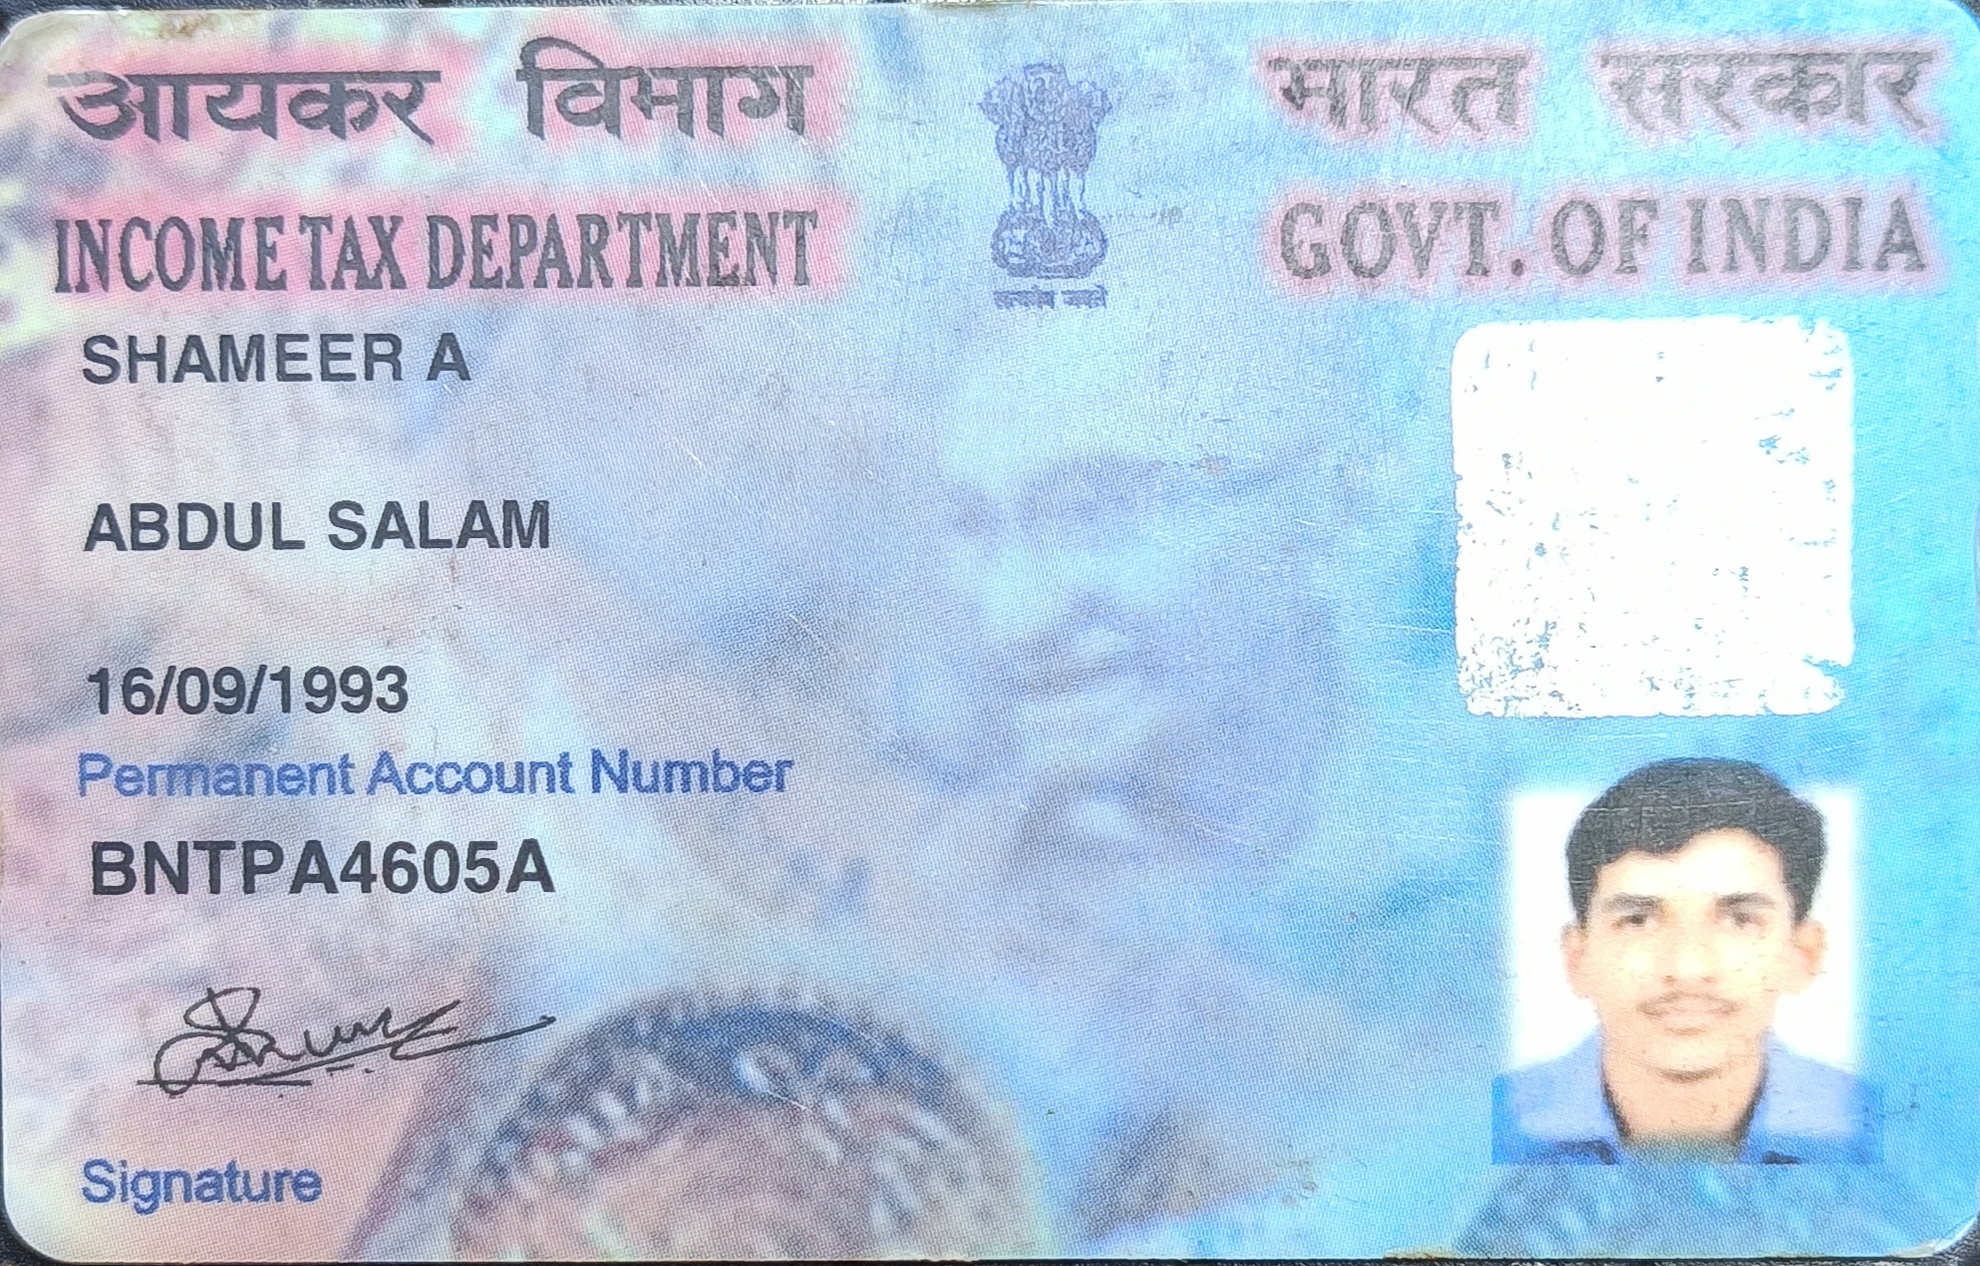 आयकर विभाग
भारत सरकार
INCOME TAX DEPARTMENT
GOVT. OF INDIA
सत्यमेव जयते
SHAMEER A
ABDUL SALAM
16/09/1993
Permanent Account Number
BNTPA4605A
Signature